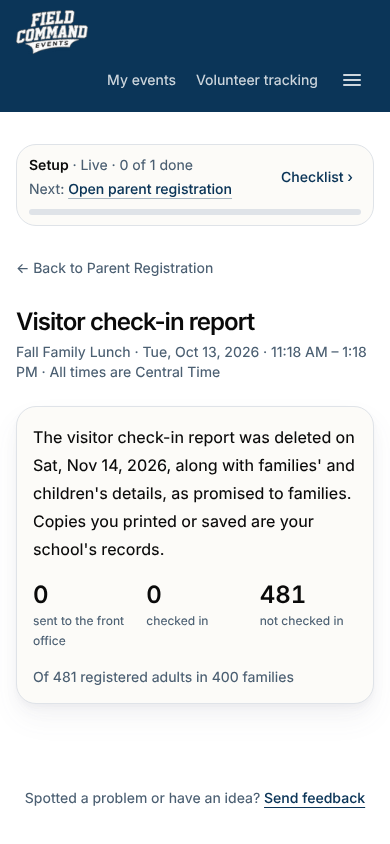 FIELD
COMMAND
EVENTS
My events Volunteer tracking
Setup · Live · 0 of 1 done
Next: Open parent registration
Checklist ›
← Back to Parent Registration
Visitor check-in report
Fall Family Lunch · Tue, Oct 13, 2026 · 11:18 AM – 1:18
PM · All times are Central Time
The visitor check-in report was deleted on
Sat, Nov 14, 2026, along with families' and
children's details, as promised to families.
Copies you printed or saved are your
school's records.
0 0 481
sent to the front checked in not checked in
office
Of 481 registered adults in 400 families
Spotted a problem or have an idea? Send feedback